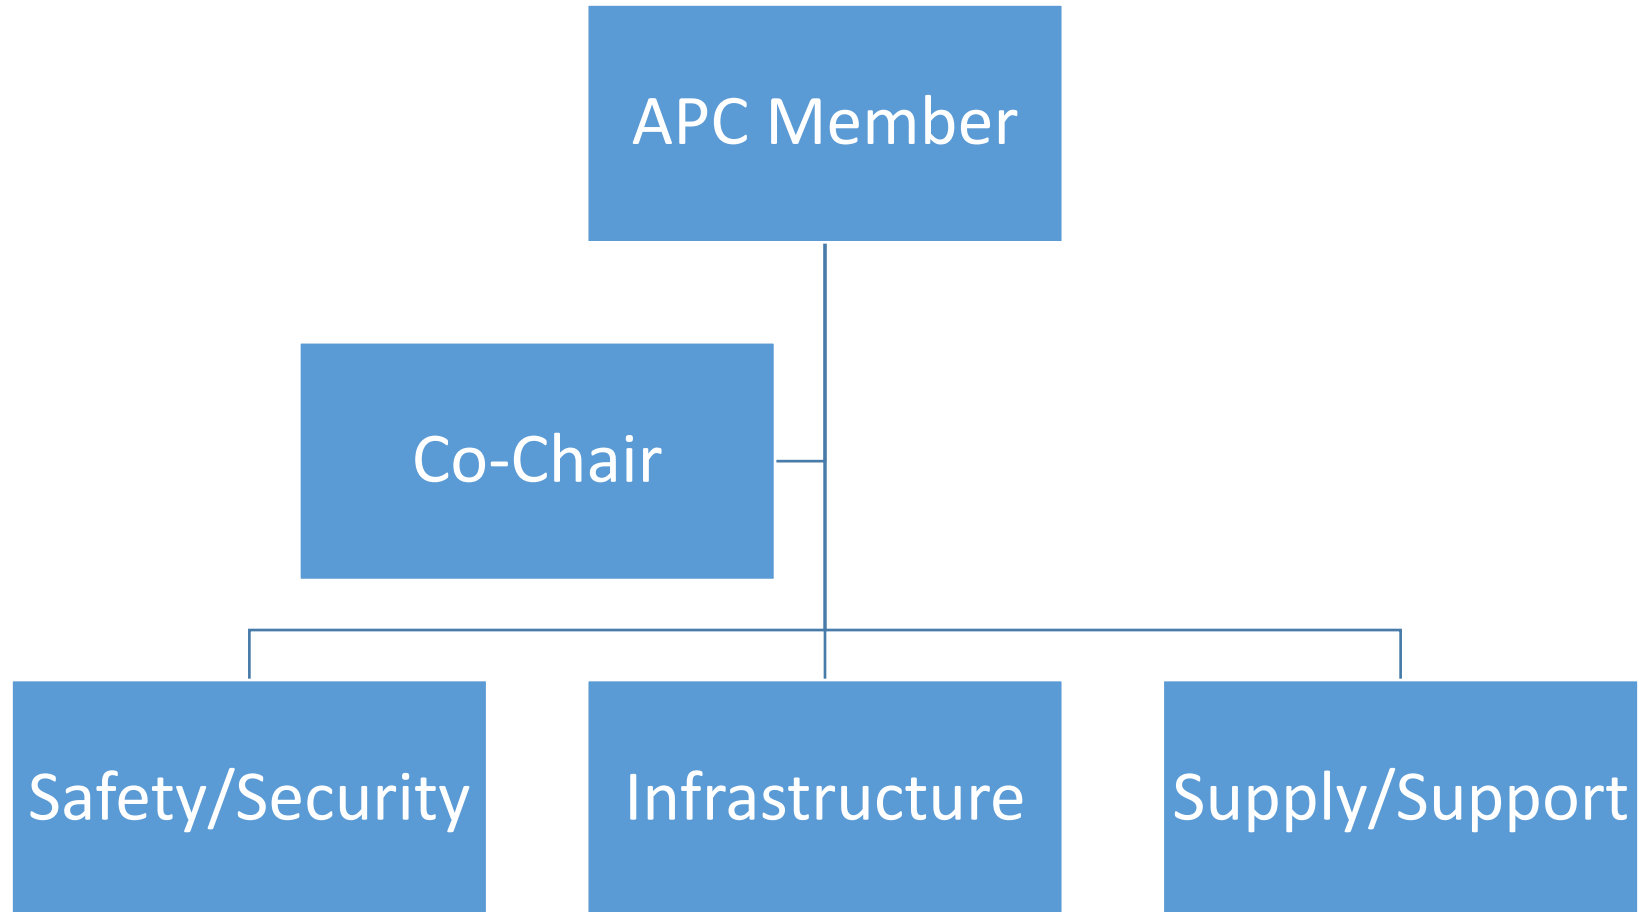 APC Member
Co-Chair
Safety/Security
Infrastructure
Supply/Support